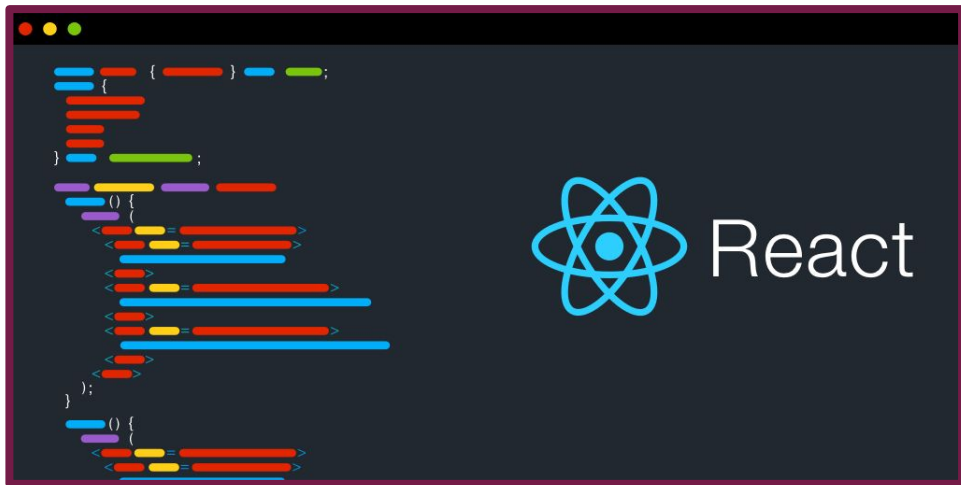 { } ;
{
} ;
() {
(
< = >
< = >
< >
< = >
< >
< = >
< >
< >
);
}
() {
(
< = >
< = >
React